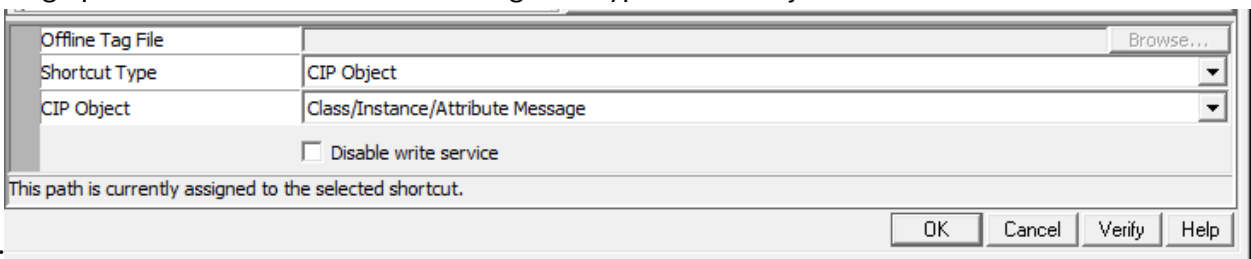 Offline Tag File Browse...
Shortcut Type CIP Object
CIP Object Class/Instance/Attribute Message
Disable write service
This path is currently assigned to the selected shortcut.
OK Cancel Verify Help
.